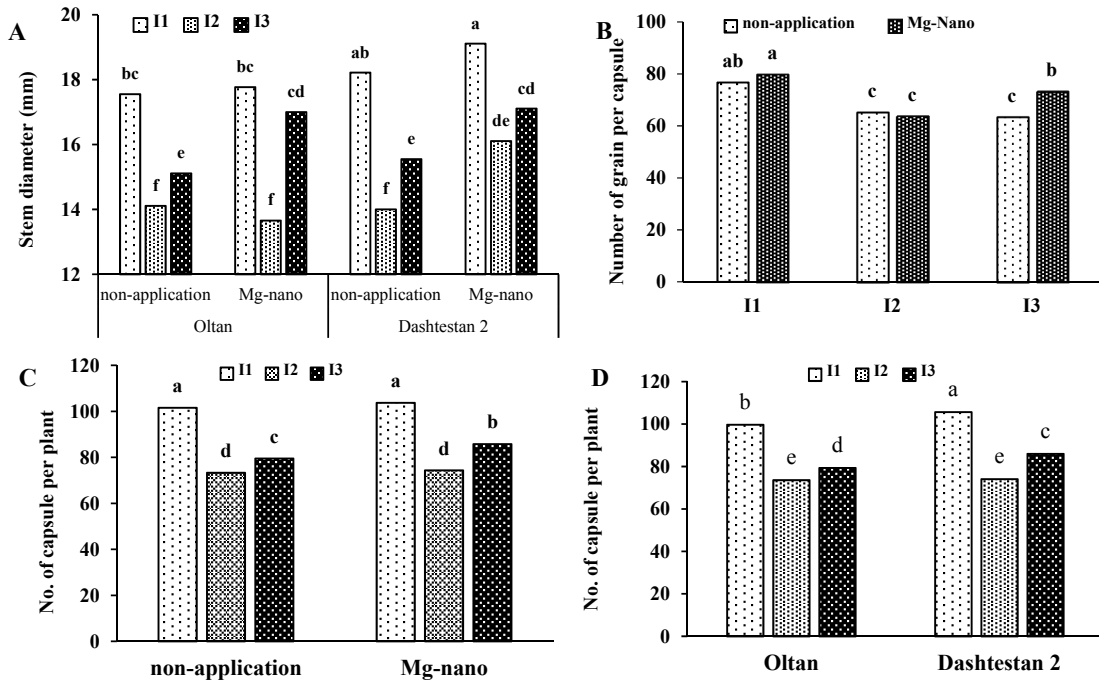 A
I1 I2 I3
Stem diameter (mm)
20
18
16
14
12
bc
f
e
bc
f
cd
ab
f
e
a
de
cd
non-application Mg-nano non-application Mg-nano
Oltan Dashtestan 2
B
non-application Mg-Nano
Number of grain per capsule
100
80
60
40
20
0
ab a
c c
c b
I1 I2 I3
C
I1 I2 I3
No. of capsule per plant
120
100
80
60
40
20
0
a
d
c
a
d
b
non-application Mg-nano
D
I1 I2 I3
No. of capsule per plant
120
100
80
60
40
20
0
b
e
d
a
e
c
Oltan Dashtestan 2